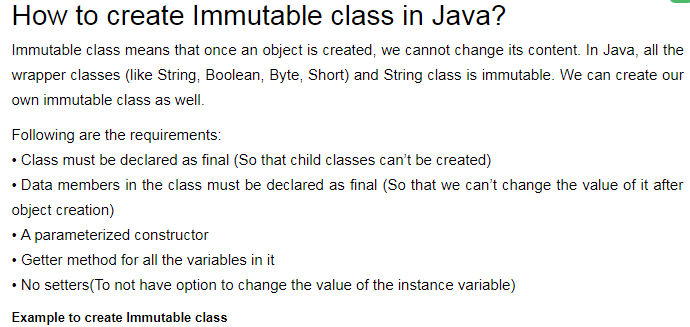 How to create Immutable class in Java?
Immutable class means that once an object is created, we cannot change its content. In Java, all the
wrapper classes (like String, Boolean, Byte, Short) and String class is immutable. We can create our
own immutable class as well.
Following are the requirements:
• Class must be declared as final (So that child classes can’t be created)
• Data members in the class must be declared as final (So that we can’t change the value of it after
object creation)
• A parameterized constructor
• Getter method for all the variables in it
• No setters(To not have option to change the value of the instance variable)
Example to create Immutable class